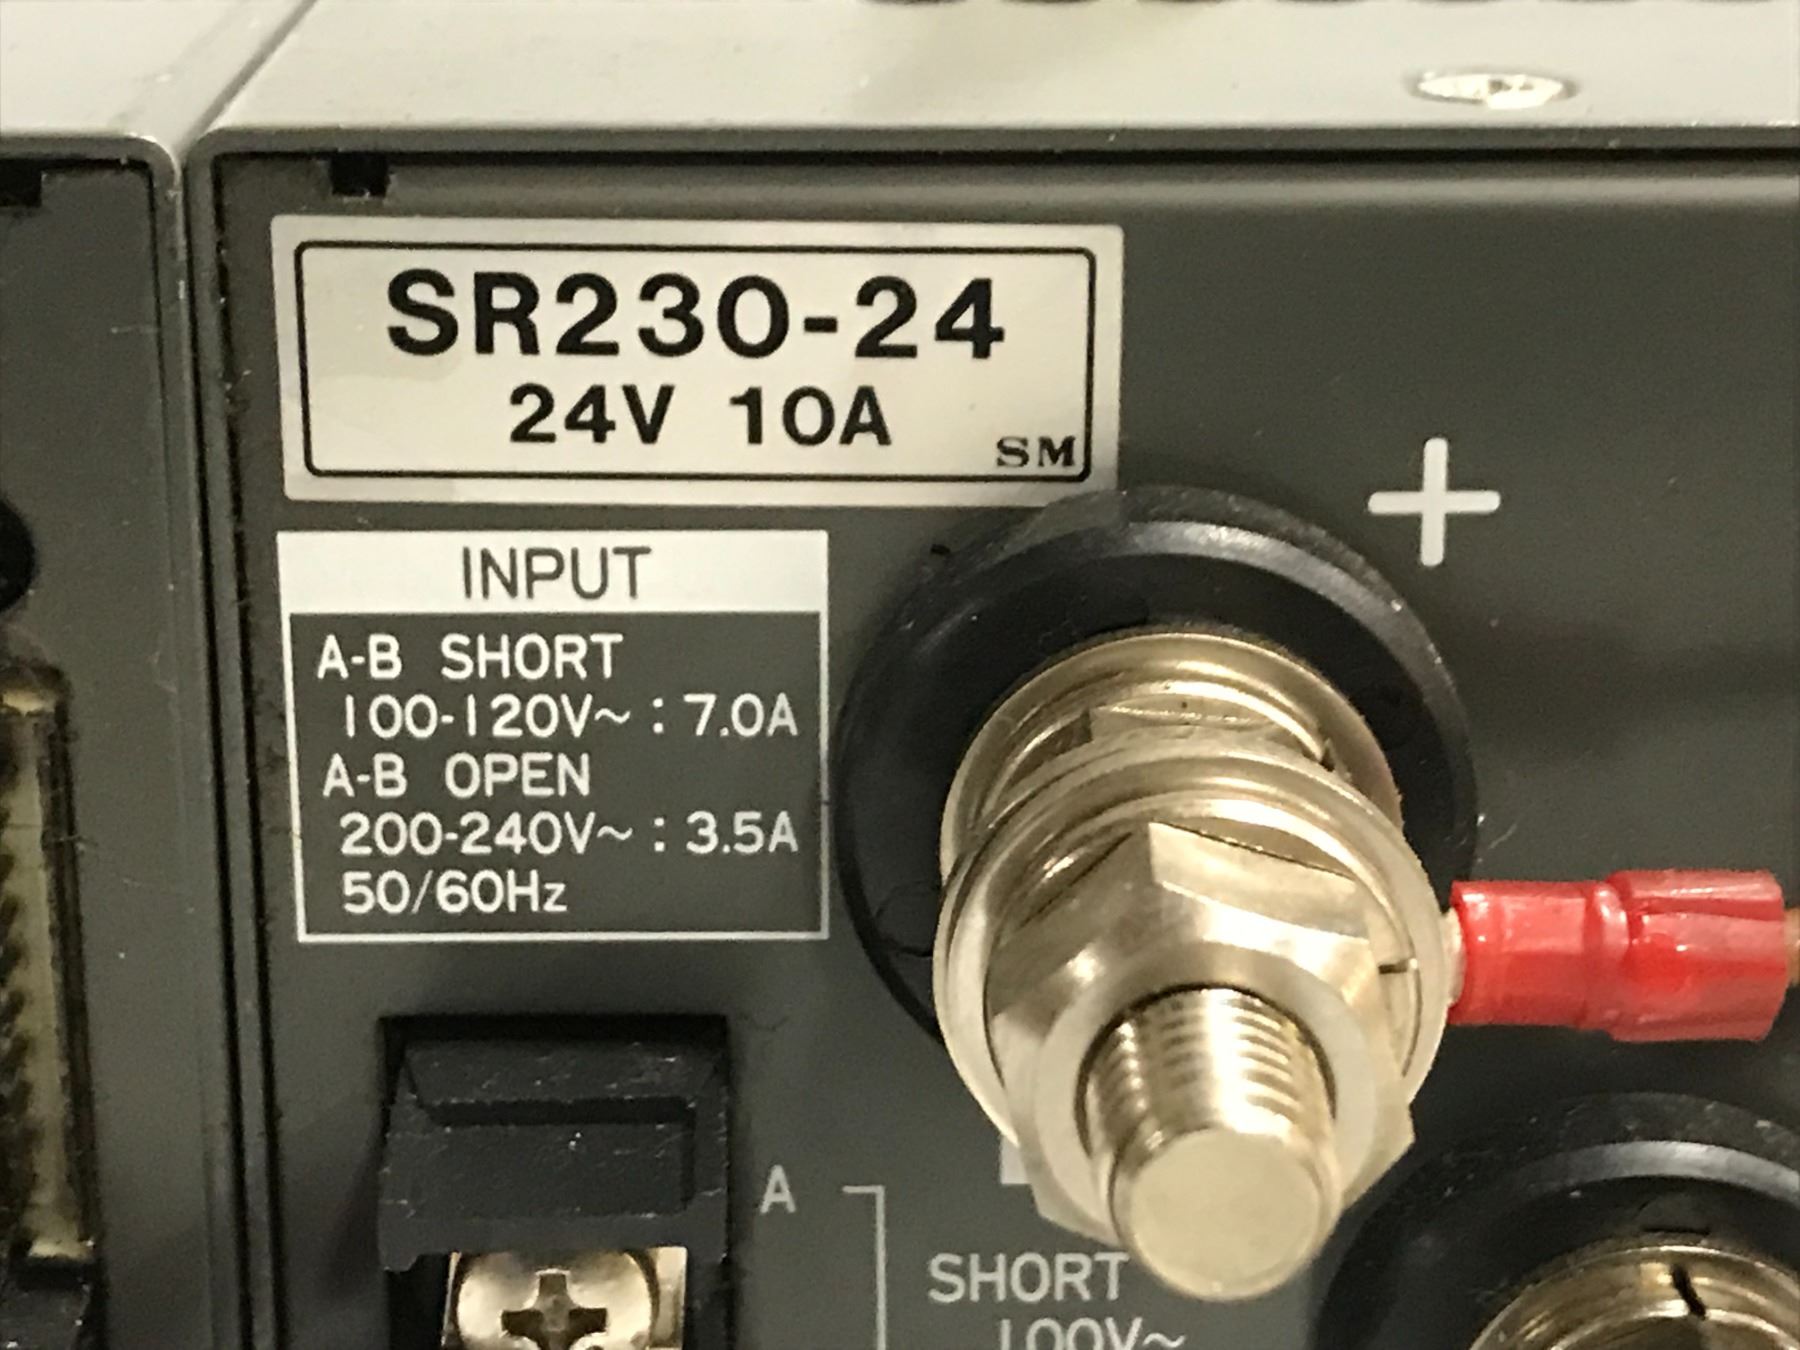 SR230-24
24V 10A
SM
+
INPUT
A-B SHORT
100-120V~ : 7.0A
A-B OPEN
200-240V~ : 3.5A
50/60Hz
A
SHORT
100V~